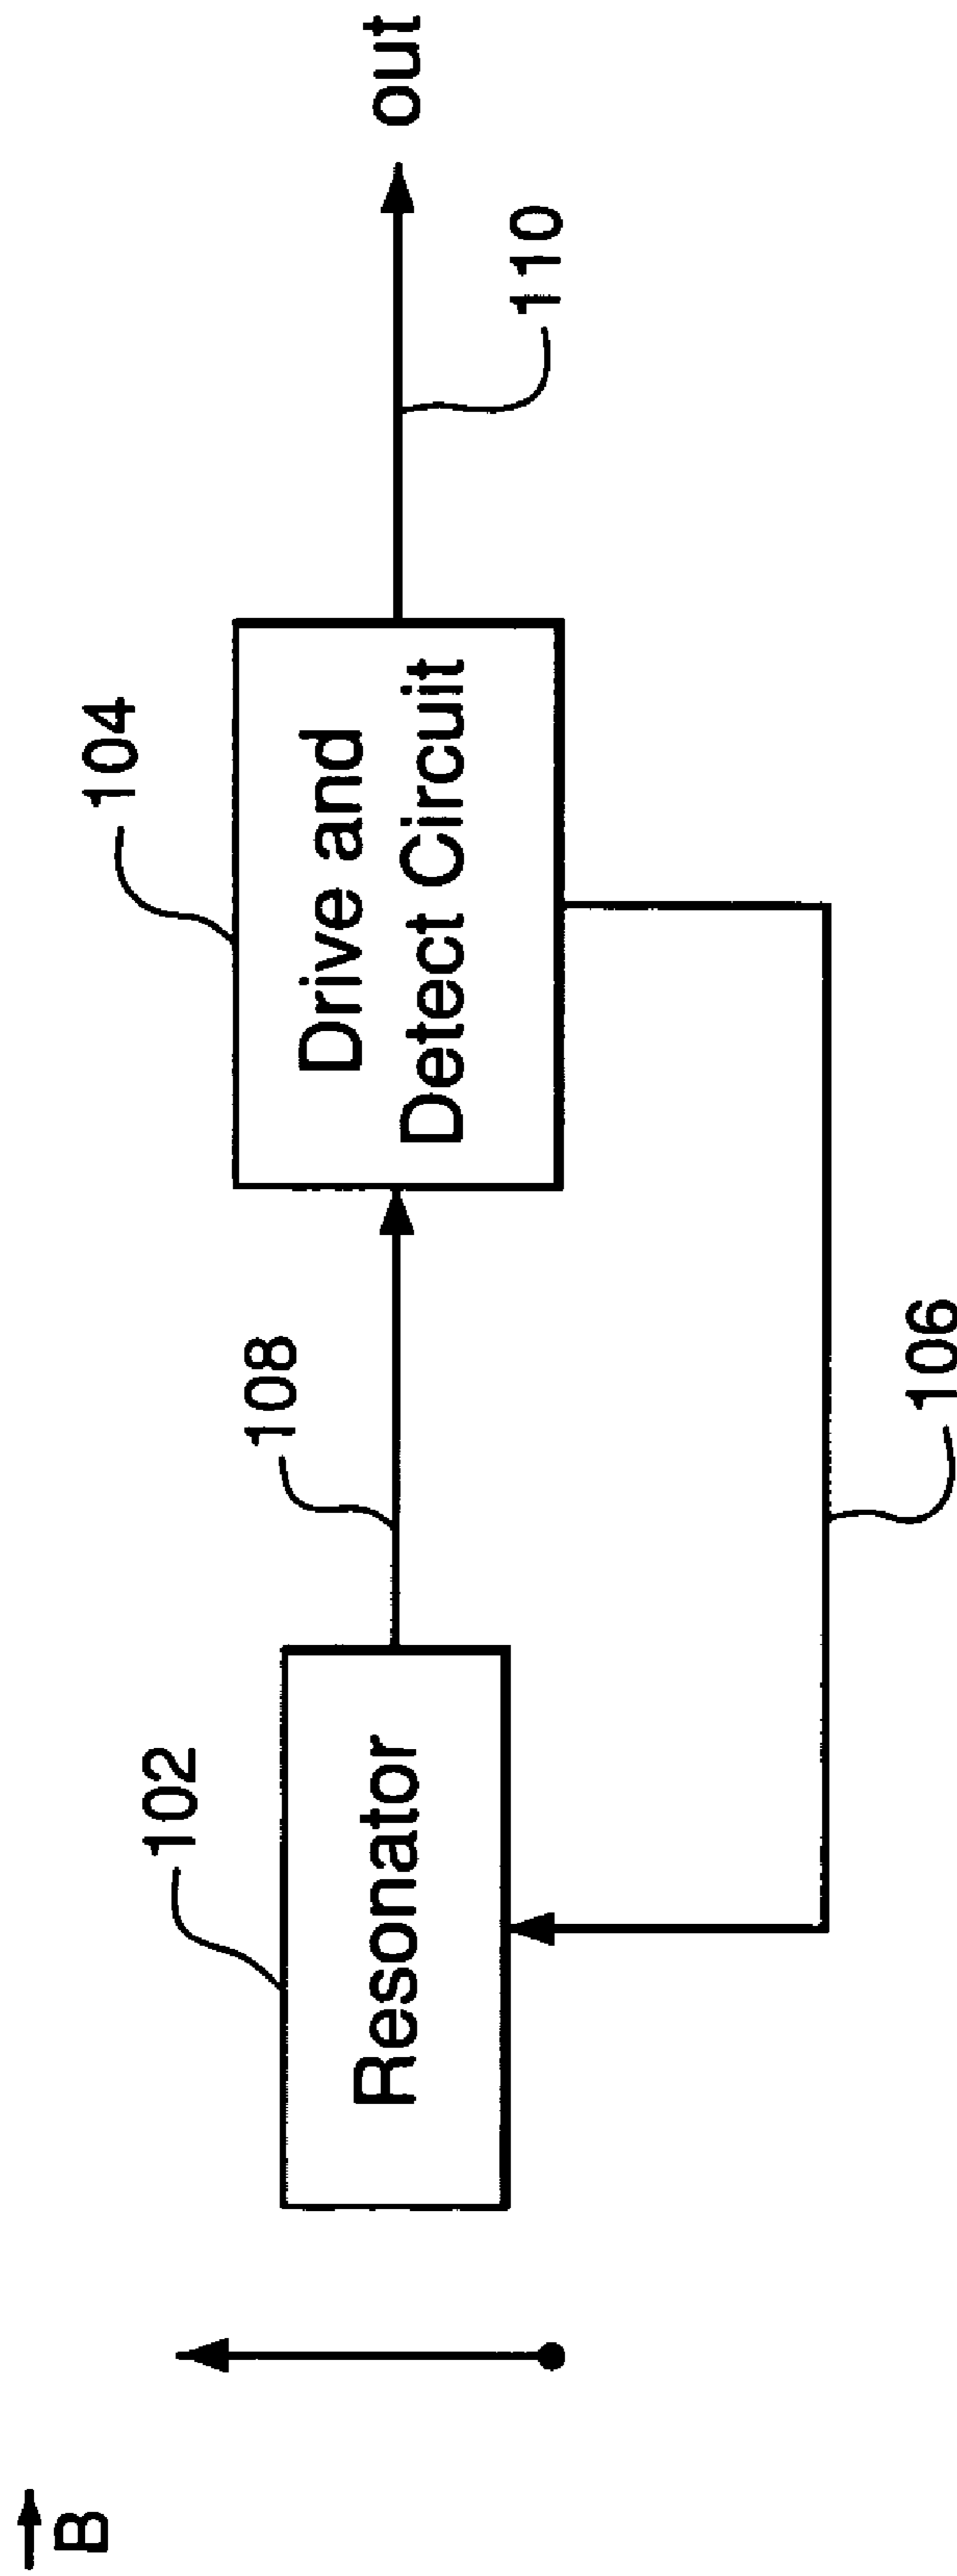 B
102
Resonator
108
104
Drive and
Detect Circuit
106
110
out